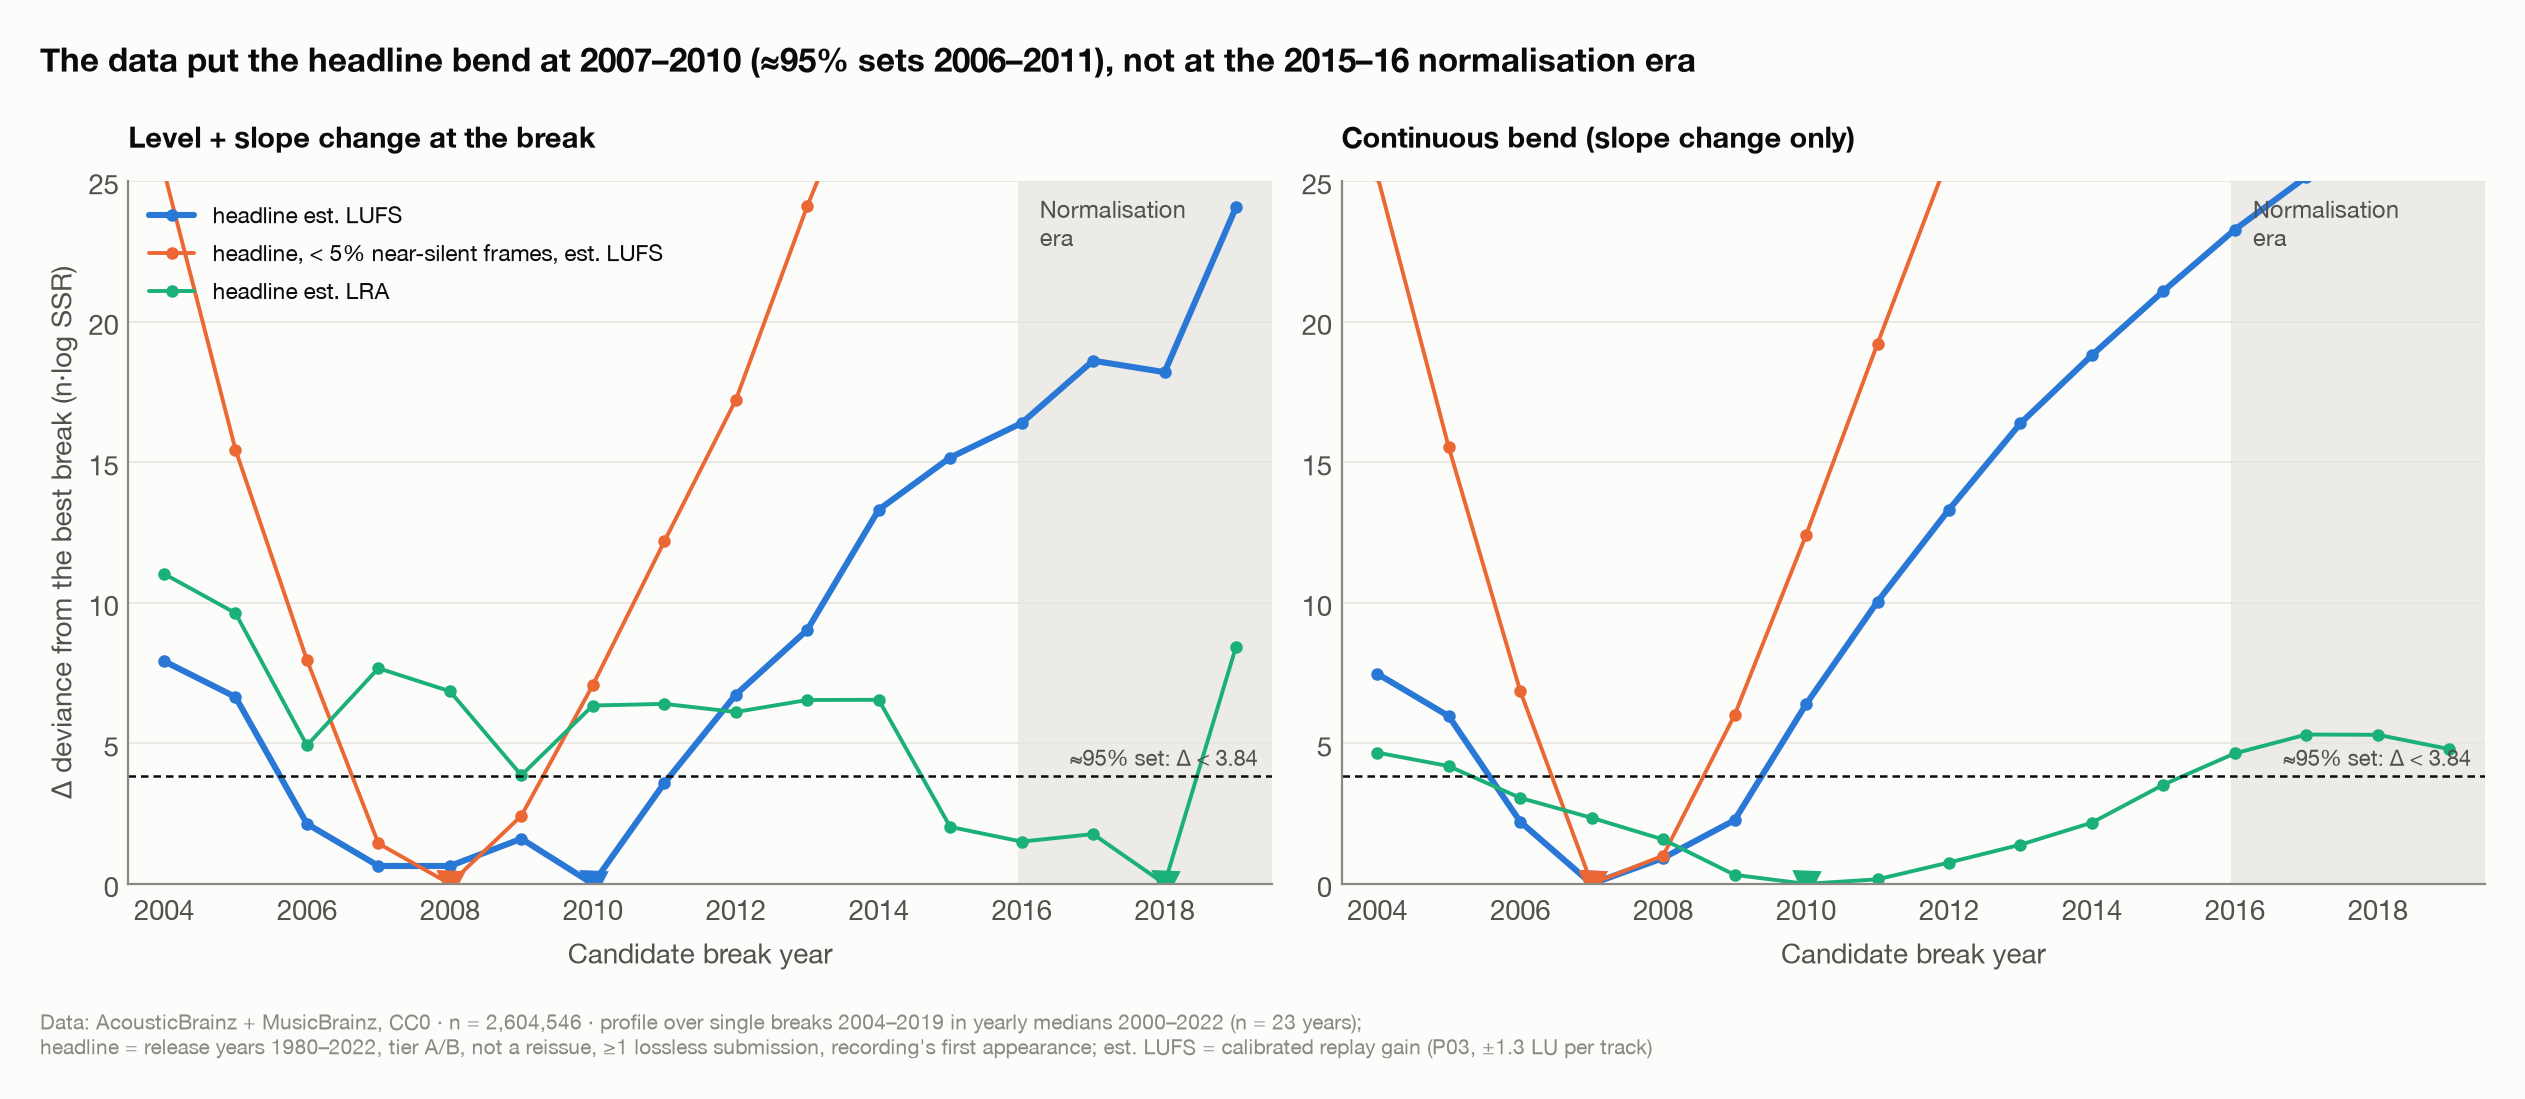 The data put the headline bend at 2007–2010 (≈95% sets 2006–2011), not at the 2015–16 normalisation era
Level + slope change at the break
Continuous bend (slope change only)
Δ deviance from the best break (n·log SSR)
25
20
15
10
5
0
headline est. LUFS
headline, < 5% near-silent frames, est. LUFS
headline est. LRA
Normalisation
era
≈95% set: Δ < 3.84
2004 2006 2008 2010 2012 2014 2016 2018
Candidate break year
25
20
15
10
5
0
Normalisation
era
≈95% set: Δ < 3.84
2004 2006 2008 2010 2012 2014 2016 2018
Candidate break year
Data: AcousticBrainz + MusicBrainz, CC0 · n = 2,604,546 · profile over single breaks 2004–2019 in yearly medians 2000–2022 (n = 23 years);
headline = release years 1980–2022, tier A/B, not a reissue, ≥1 lossless submission, recording's first appearance; est. LUFS = calibrated replay gain (P03, ±1.3 LU per track)